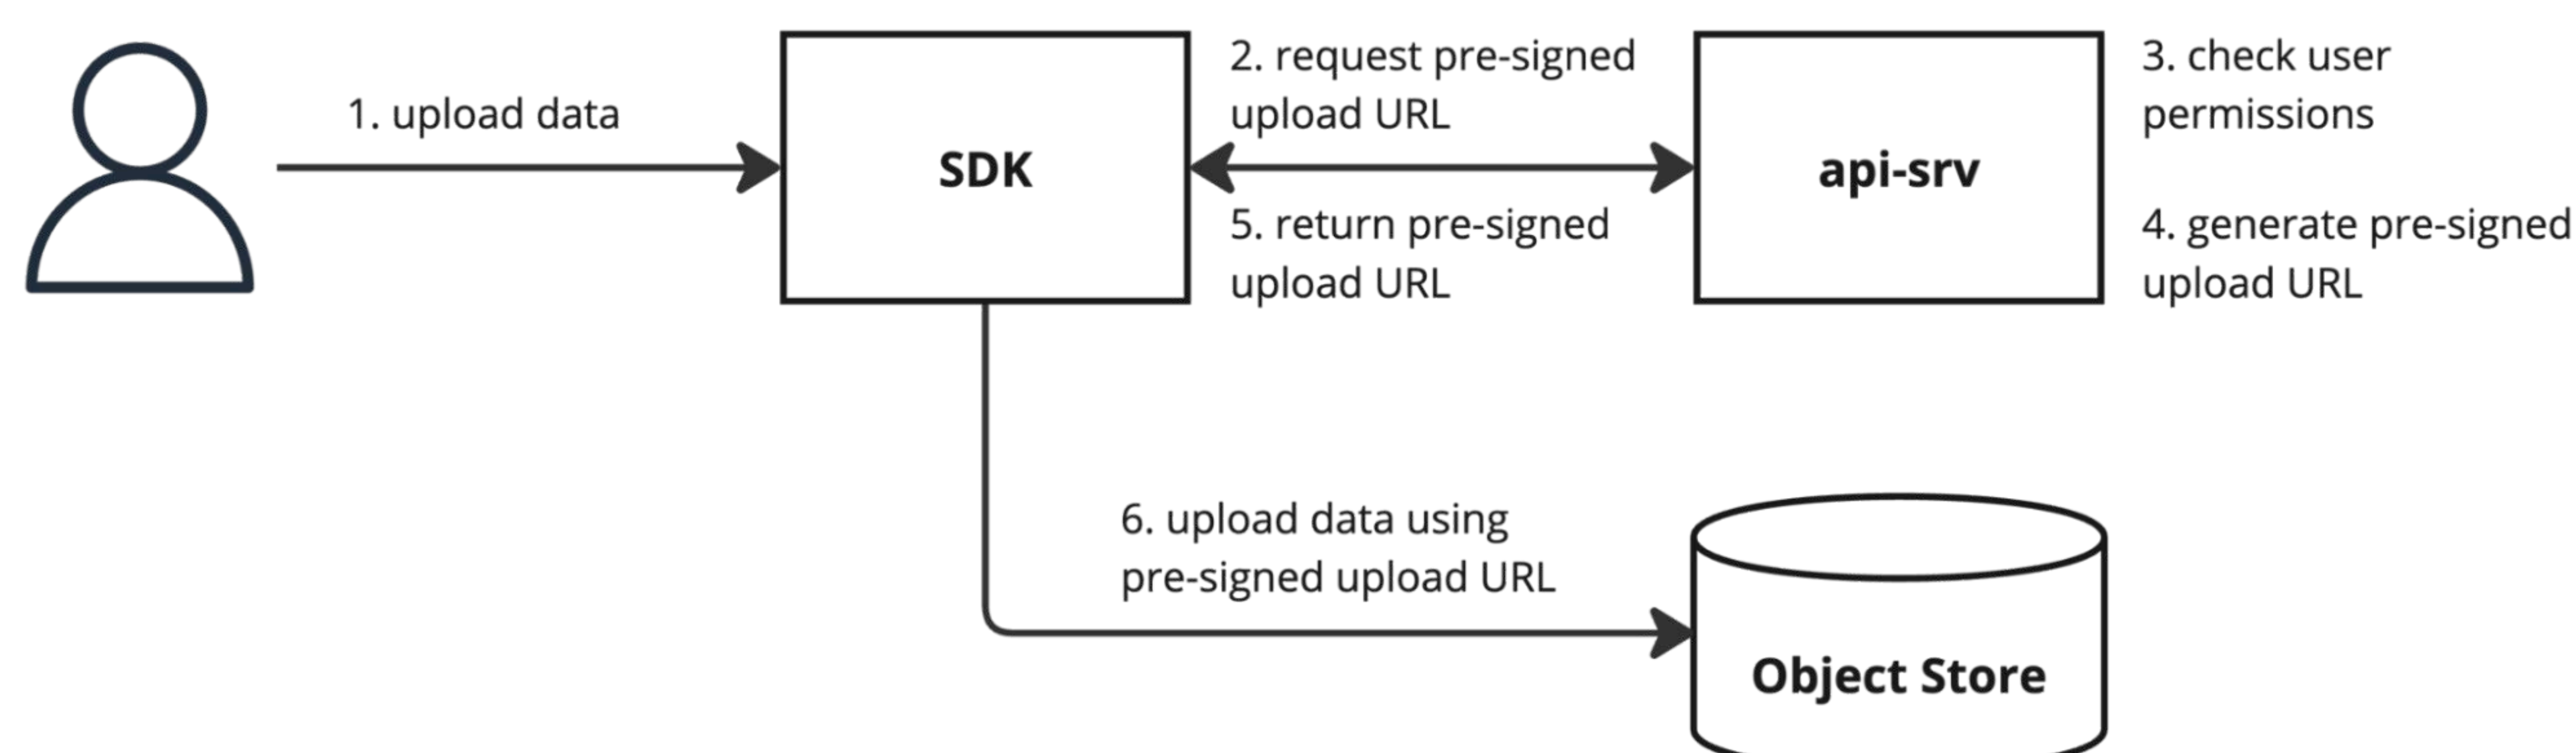 1. upload data
SDK
2. request pre-signed
upload URL
5. return pre-signed
upload URL
api-srv
3. check user
permissions
4. generate pre-signed
upload URL
6. upload data using
pre-signed upload URL
Object Store